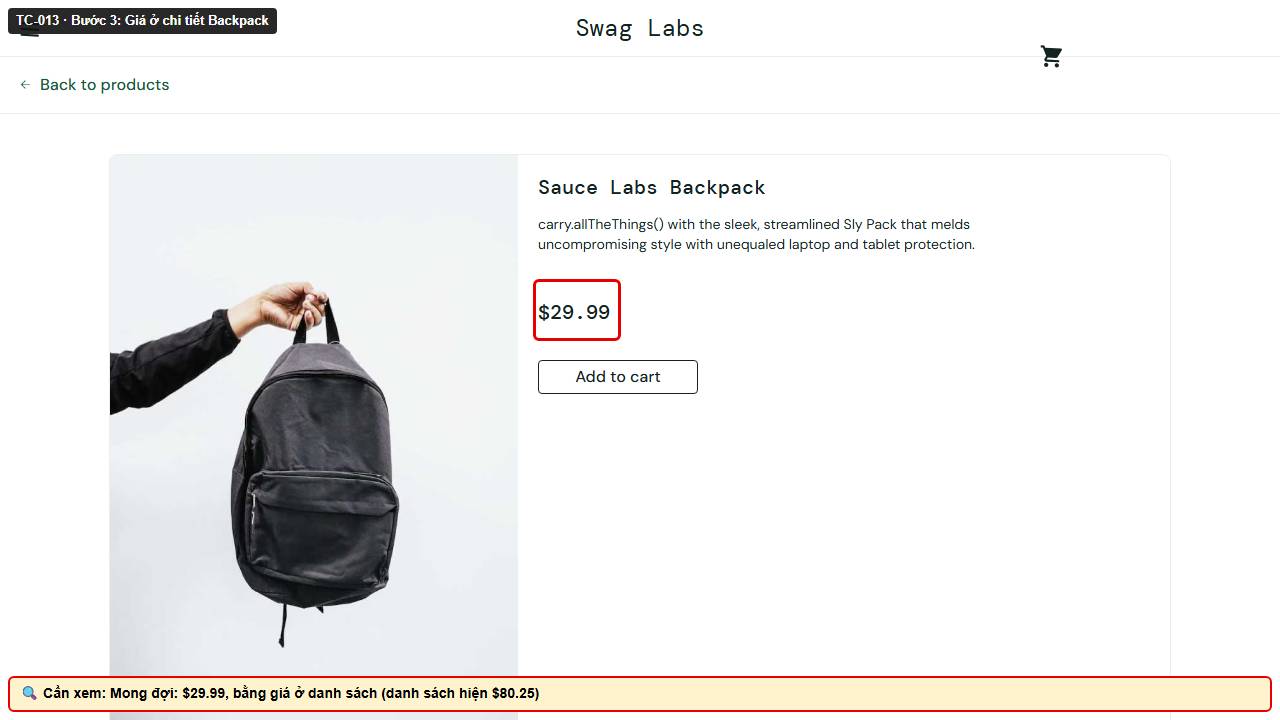 TC-013 · Bước 3: Giá ở chi tiết Backpack
Swag Labs
Back to products
Sauce Labs Backpack
carry.allTheThings() with the sleek, streamlined Sly Pack that melds
uncompromising style with unequaled laptop and tablet protection.
$29.99
Add to cart
Cần xem: Mong đợi: $29.99, bằng giá ở danh sách (danh sách hiện $80.25)